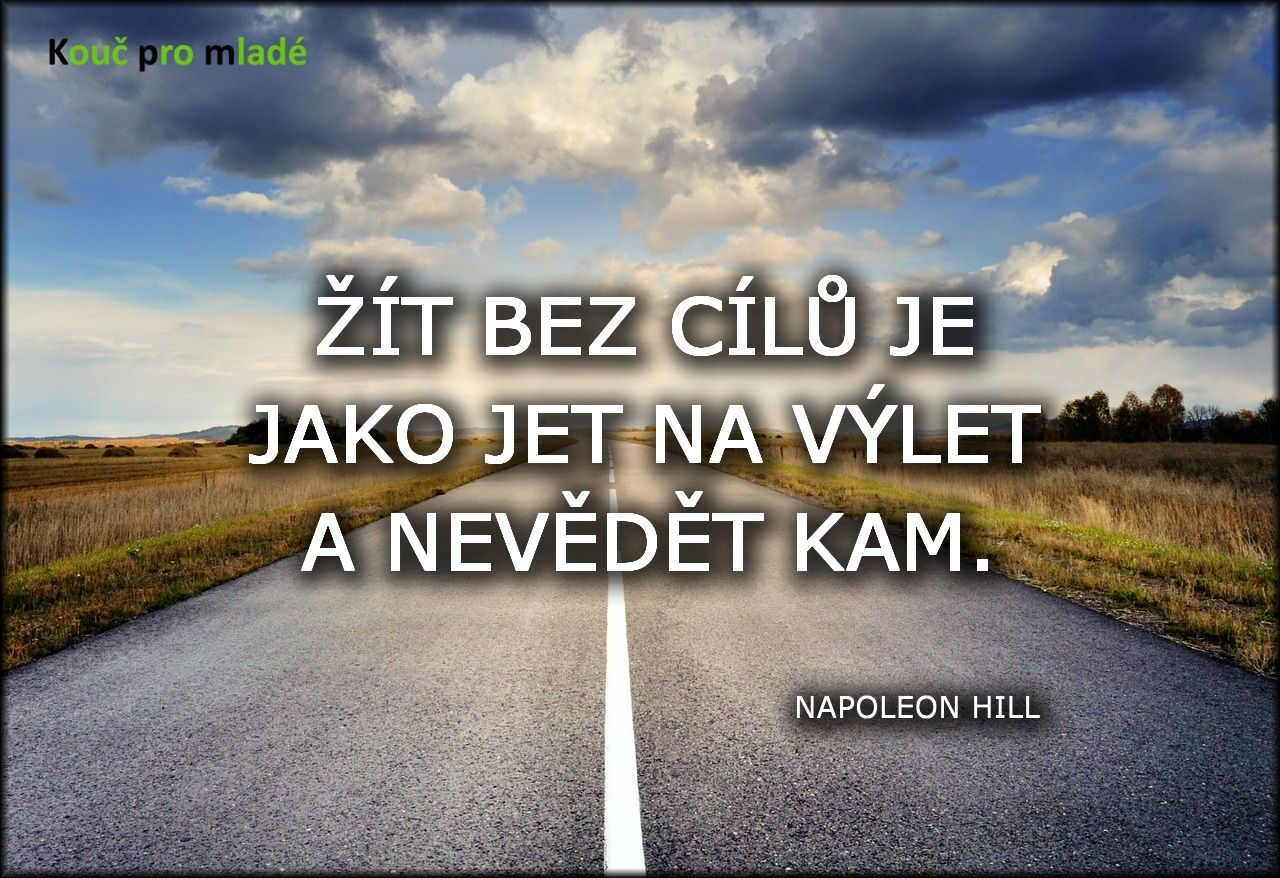 Kouč pro mladé
ŽÍT BEZ CÍLŮ JE
JAKO JET NA VÝLET
A NEVĚDĚT KAM.
NAPOLEON HILL